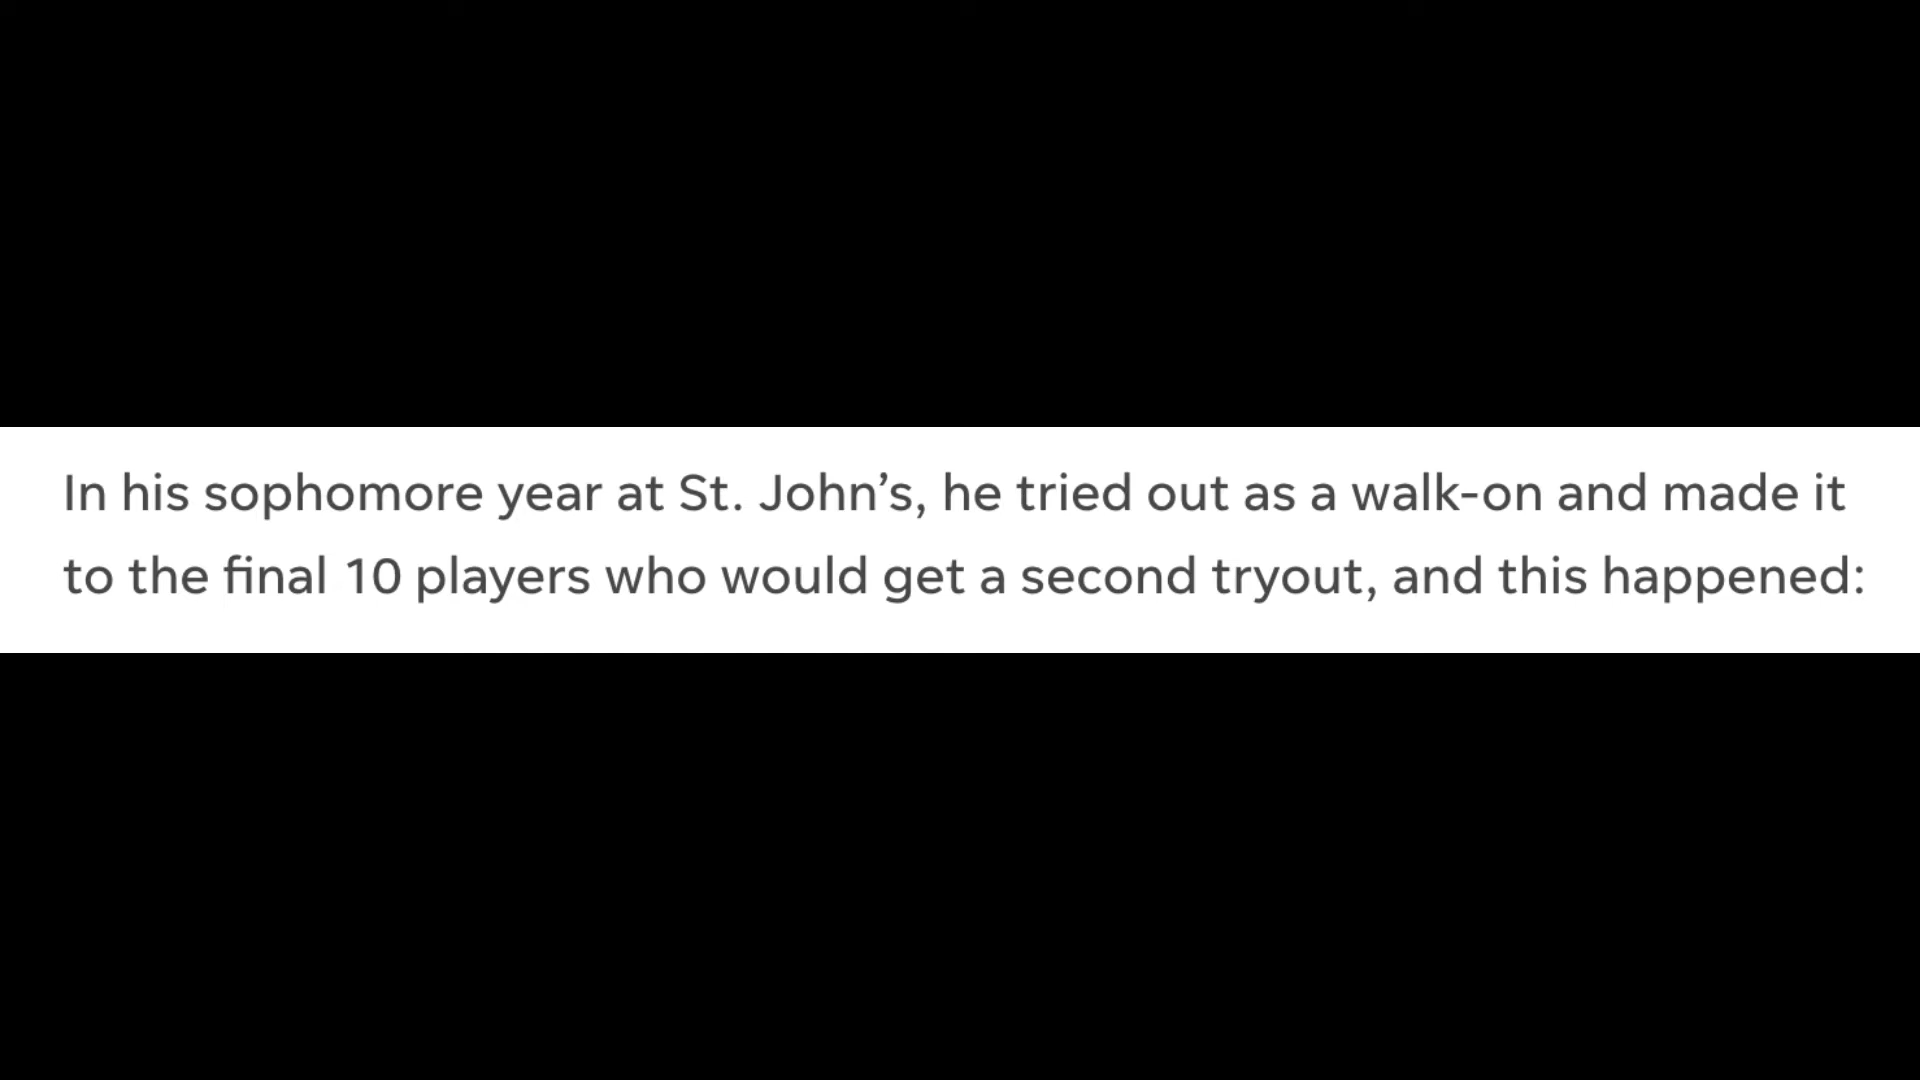 In his sophomore year at St. John’s, he tried out as a walk-on and made it
to the final 10 players who would get a second tryout, and this happened: